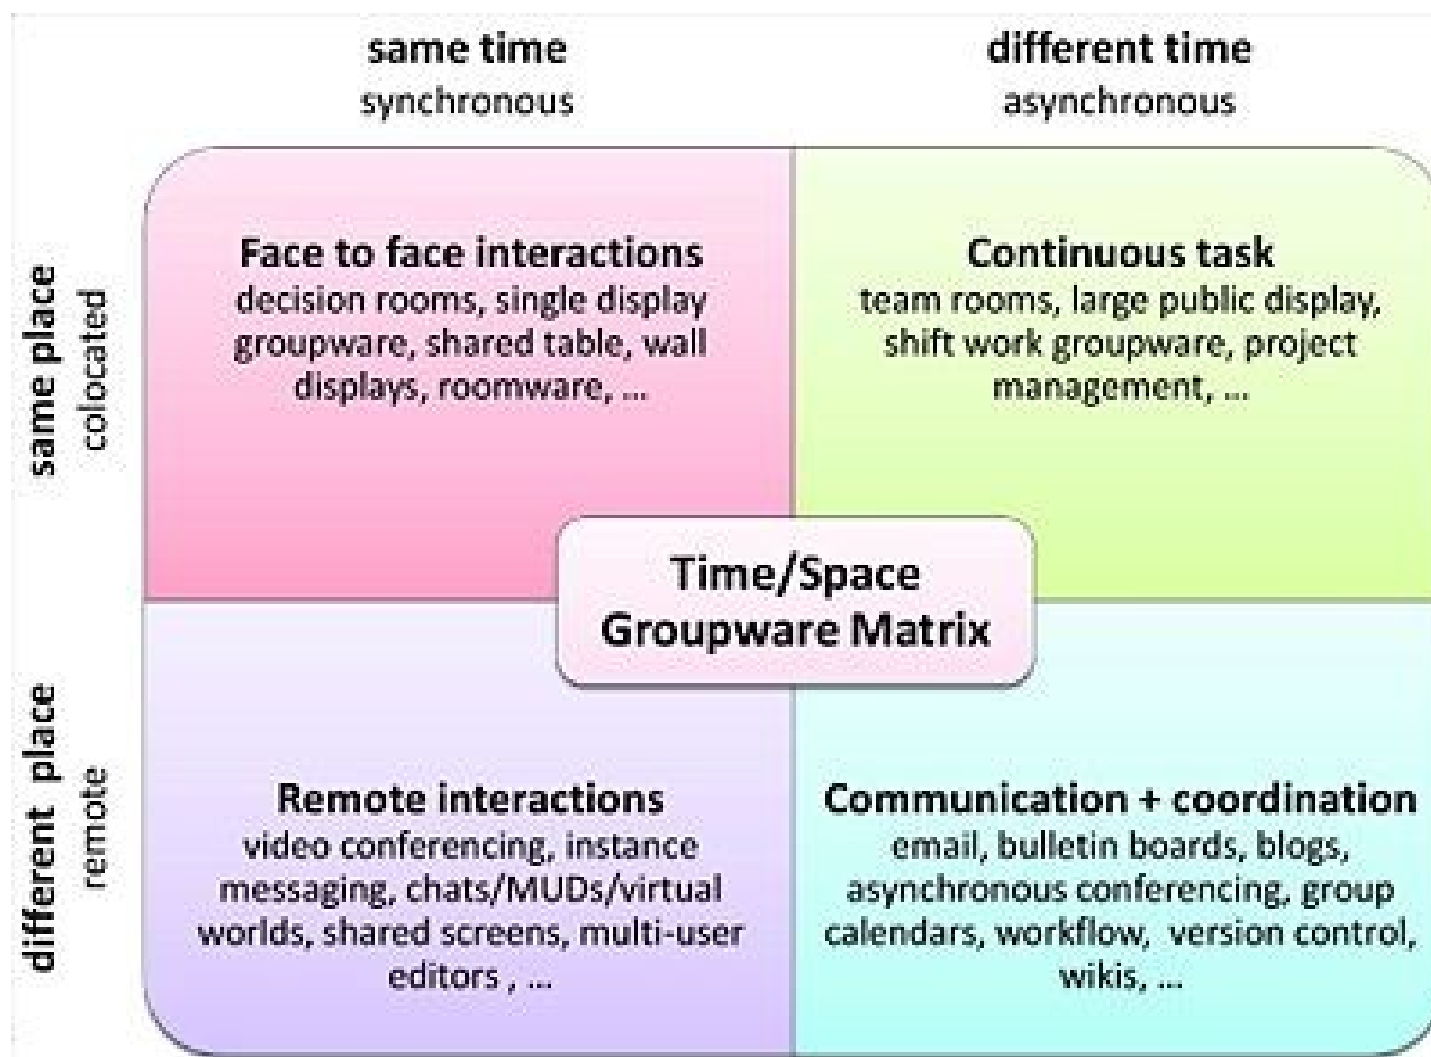 same time
synchronous
different time
asynchronous
same place
colocated
Face to face interactions
decision rooms, single display
groupware, shared table, wall
displays, roomware, ...
Continuous task
team rooms, large public display,
shift work groupware, project
management, ...
Time/Space
Groupware Matrix
different place
remote
Remote interactions
video conferencing, instance
messaging, chats/MUDs/virtual
worlds, shared screens, multi-user
editors , ...
Communication + coordination
email, bulletin boards, blogs,
asynchronous conferencing, group
calendars, workflow, version control,
wikis, ...